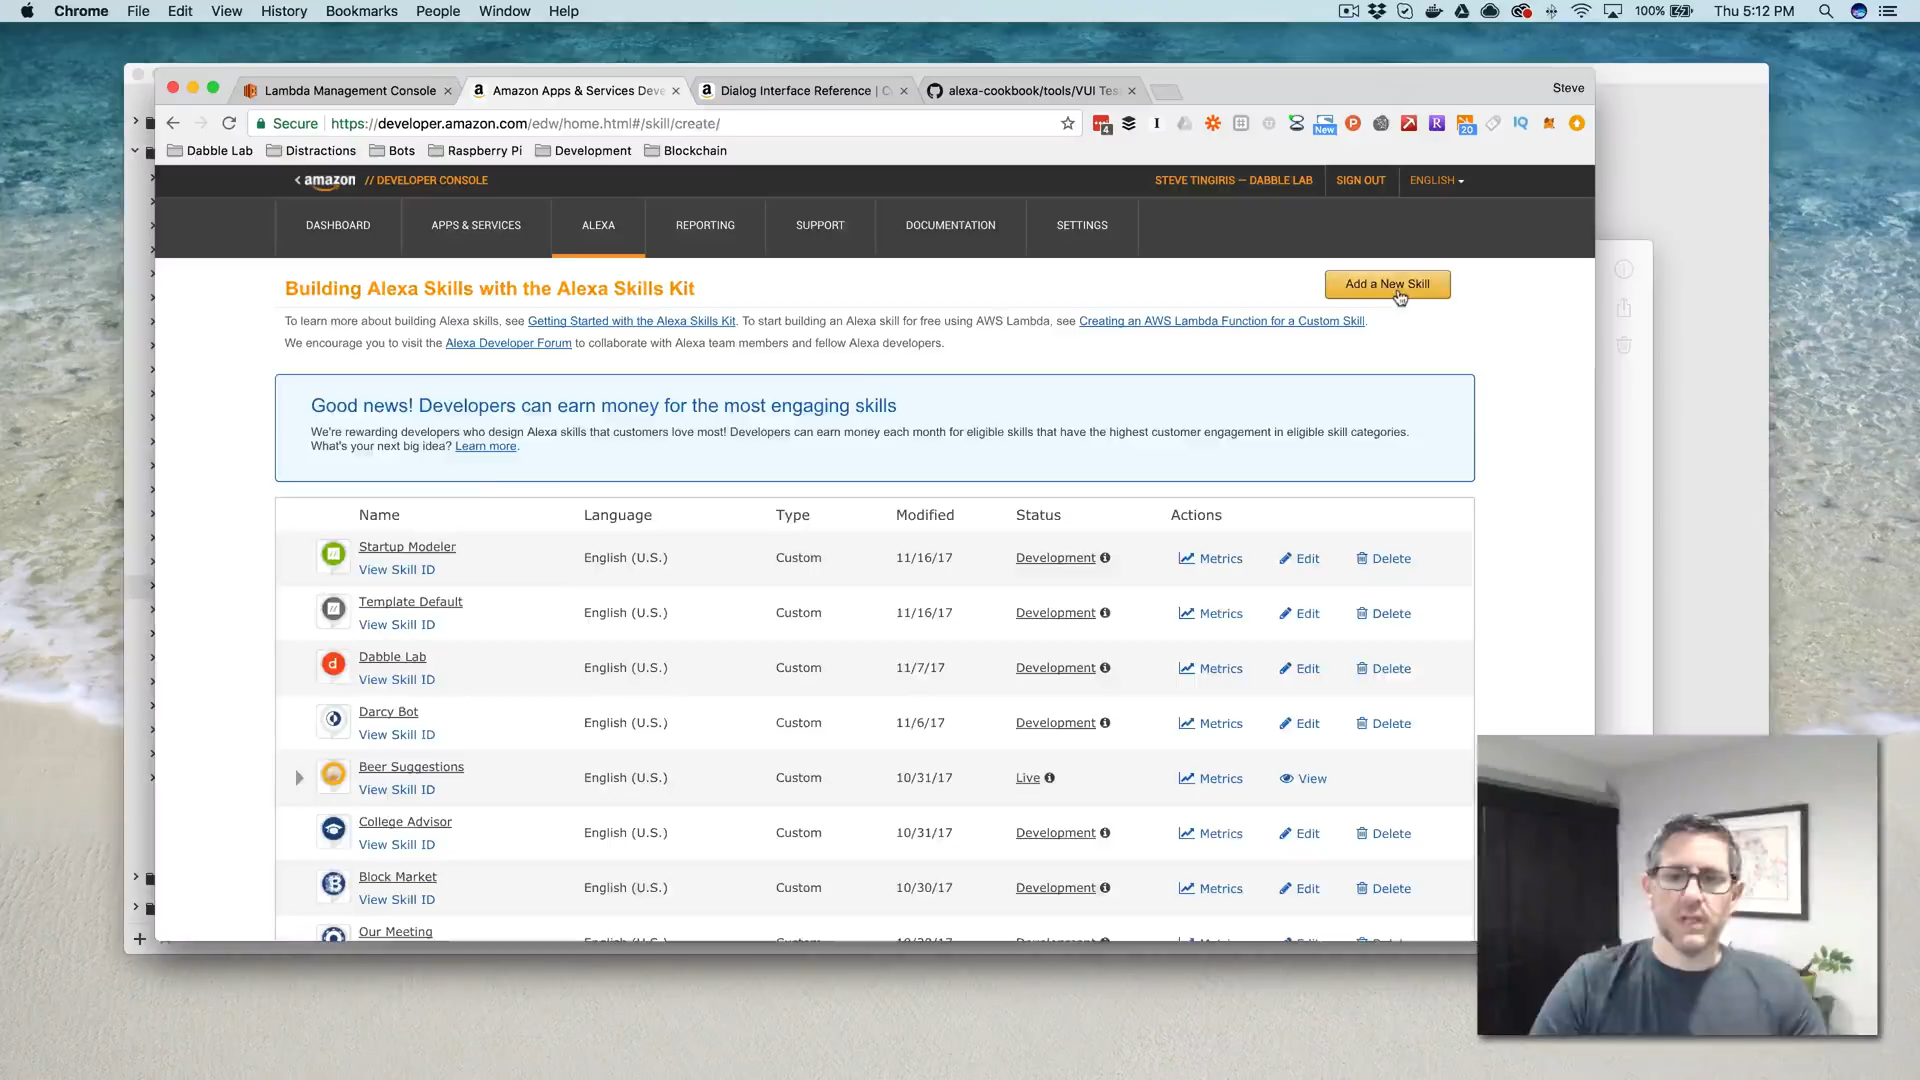 Chrome File Edit View History Bookmarks People Window Help
100% Thu 5:12 PM
Lambda Management Console
Amazon Apps & Services Deve
Dialog Interface Reference | C
alexa-cookbook/tools/VUI Tes
Steve
Secure https://developer.amazon.com/edw/home.html#/skill/create/
4 New 20
Dabble Lab Distractions Bots Raspberry Pi Development Blockchain
amazon // DEVELOPER CONSOLE STEVE TINGIRIS — DABBLE LAB SIGN OUT ENGLISH
DASHBOARD APPS & SERVICES ALEXA REPORTING SUPPORT DOCUMENTATION SETTINGS
Building Alexa Skills with the Alexa Skills Kit
Add a New Skill
To learn more about building Alexa skills, see Getting Started with the Alexa Skills Kit. To start building an Alexa skill for free using AWS Lambda, see Creating an AWS Lambda Function for a Custom Skill.
We encourage you to visit the Alexa Developer Forum to collaborate with Alexa team members and fellow Alexa developers.
Good news! Developers can earn money for the most engaging skills
We're rewarding developers who design Alexa skills that customers love most! Developers can earn money each month for eligible skills that have the highest customer engagement in eligible skill categories.
What's your next big idea? Learn more.
Name Language Type Modified Status Actions
Startup Modeler
View Skill ID
English (U.S.) Custom 11/16/17 Development Metrics Edit Delete
Template Default
View Skill ID
English (U.S.) Custom 11/16/17 Development Metrics Edit Delete
Dabble Lab
View Skill ID
English (U.S.) Custom 11/7/17 Development Metrics Edit Delete
Darcy Bot
View Skill ID
English (U.S.) Custom 11/6/17 Development Metrics Edit Delete
Beer Suggestions
View Skill ID
English (U.S.) Custom 10/31/17 Live Metrics View
College Advisor
View Skill ID
English (U.S.) Custom 10/31/17 Development Metrics Edit Delete
Block Market
View Skill ID
English (U.S.) Custom 10/30/17 Development Metrics Edit Delete
Our Meeting